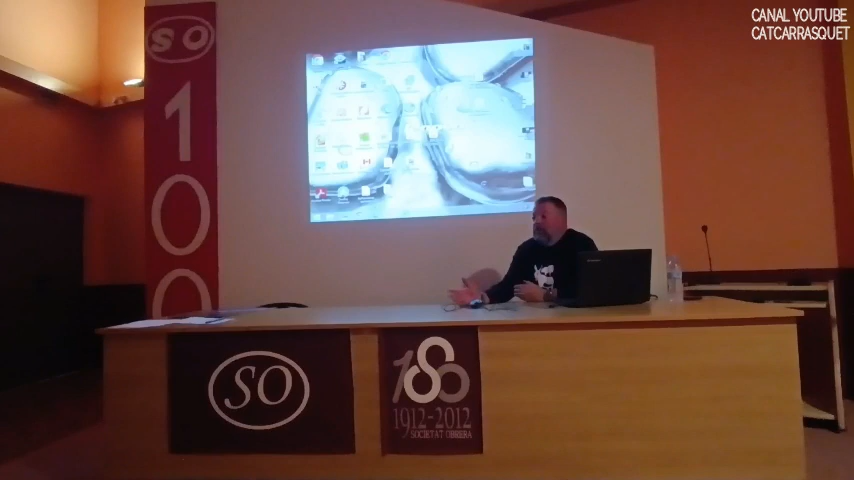 CANAL YOUTUBE
CATCARRASQUET
SO
100
SO
100
1912-2012
SOCIETAT OBRERA